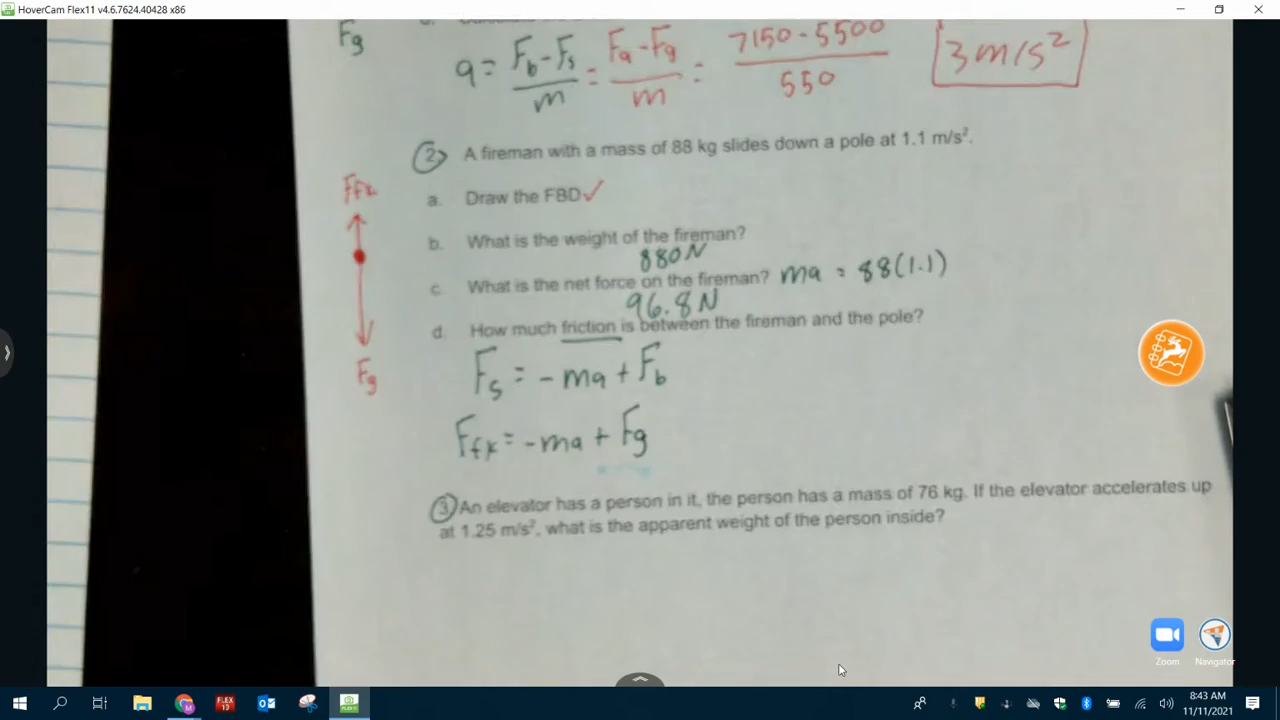 HoverCam Flex11 v4.6.7624.40428 x86
Fg
a = Fb - Fs / m = Fa - Fg / m = 7150 - 5500 / 550 3 m/s²
② A fireman with a mass of 88 kg slides down a pole at 1.1 m/s².
a. Draw the FBD ✓
Ffk
b. What is the weight of the fireman?
880 N
c. What is the net force on the fireman? ma = 88(1.1)
96.8 N
d. How much friction is between the fireman and the pole?
Fg
Fs = -ma + Fb
Ffk = -ma + Fg
③ An elevator has a person in it, the person has a mass of 76 kg. If the elevator accelerates up
at 1.25 m/s², what is the apparent weight of the person inside?
Zoom
Navigator
FLEX
8:43 AM
11/11/2021